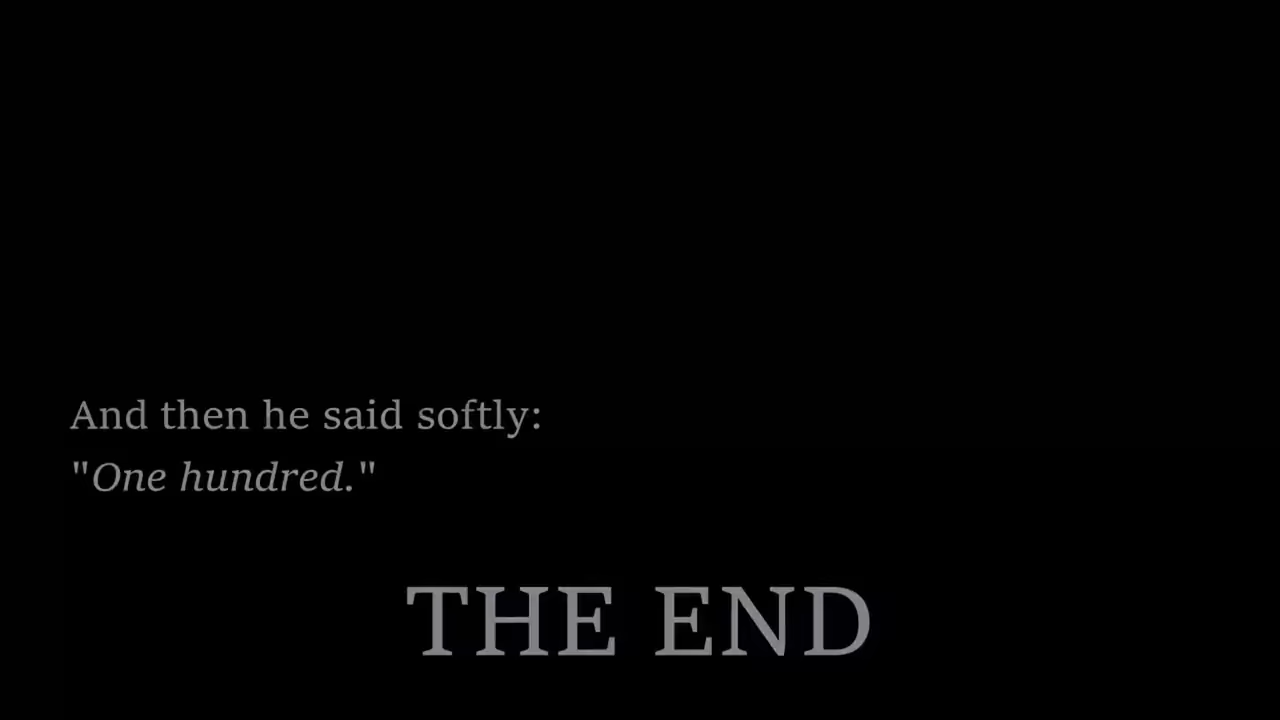 And then he said softly:
"One hundred."
THE END